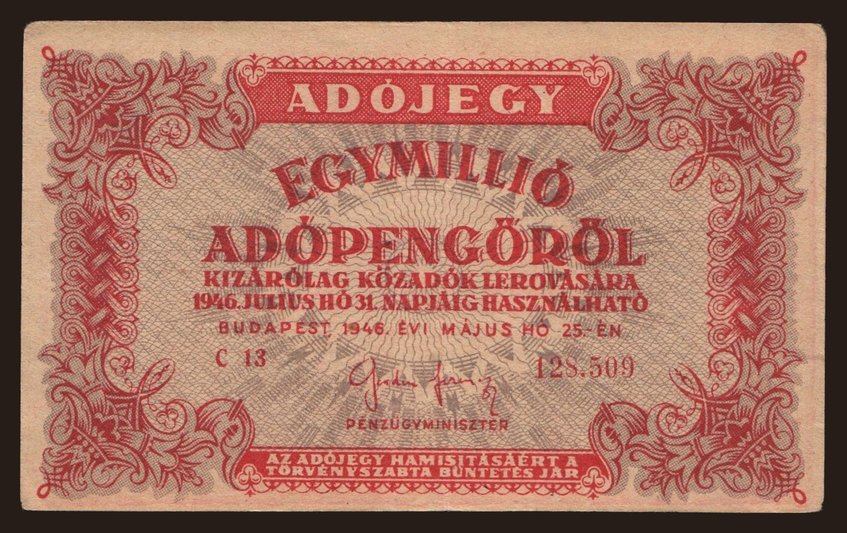 ADÓJEGY
EGYMILLIÓ
ADÓPENGŐRŐL
KIZÁRÓLAG KÖZADÓK LEROVÁSÁRA
1946. JULIUS HÓ 31. NAPJÁIG HASZNÁLHATÓ
BUDAPEST, 1946. ÉVI MÁJUS HÓ 25.-ÉN
C 13 128.509
PÉNZÜGYMINISZTER
AZ ADÓJEGY HAMISÍTÁSÁÉRT A
TÖRVÉNYSZABTA BÜNTETÉS JÁR